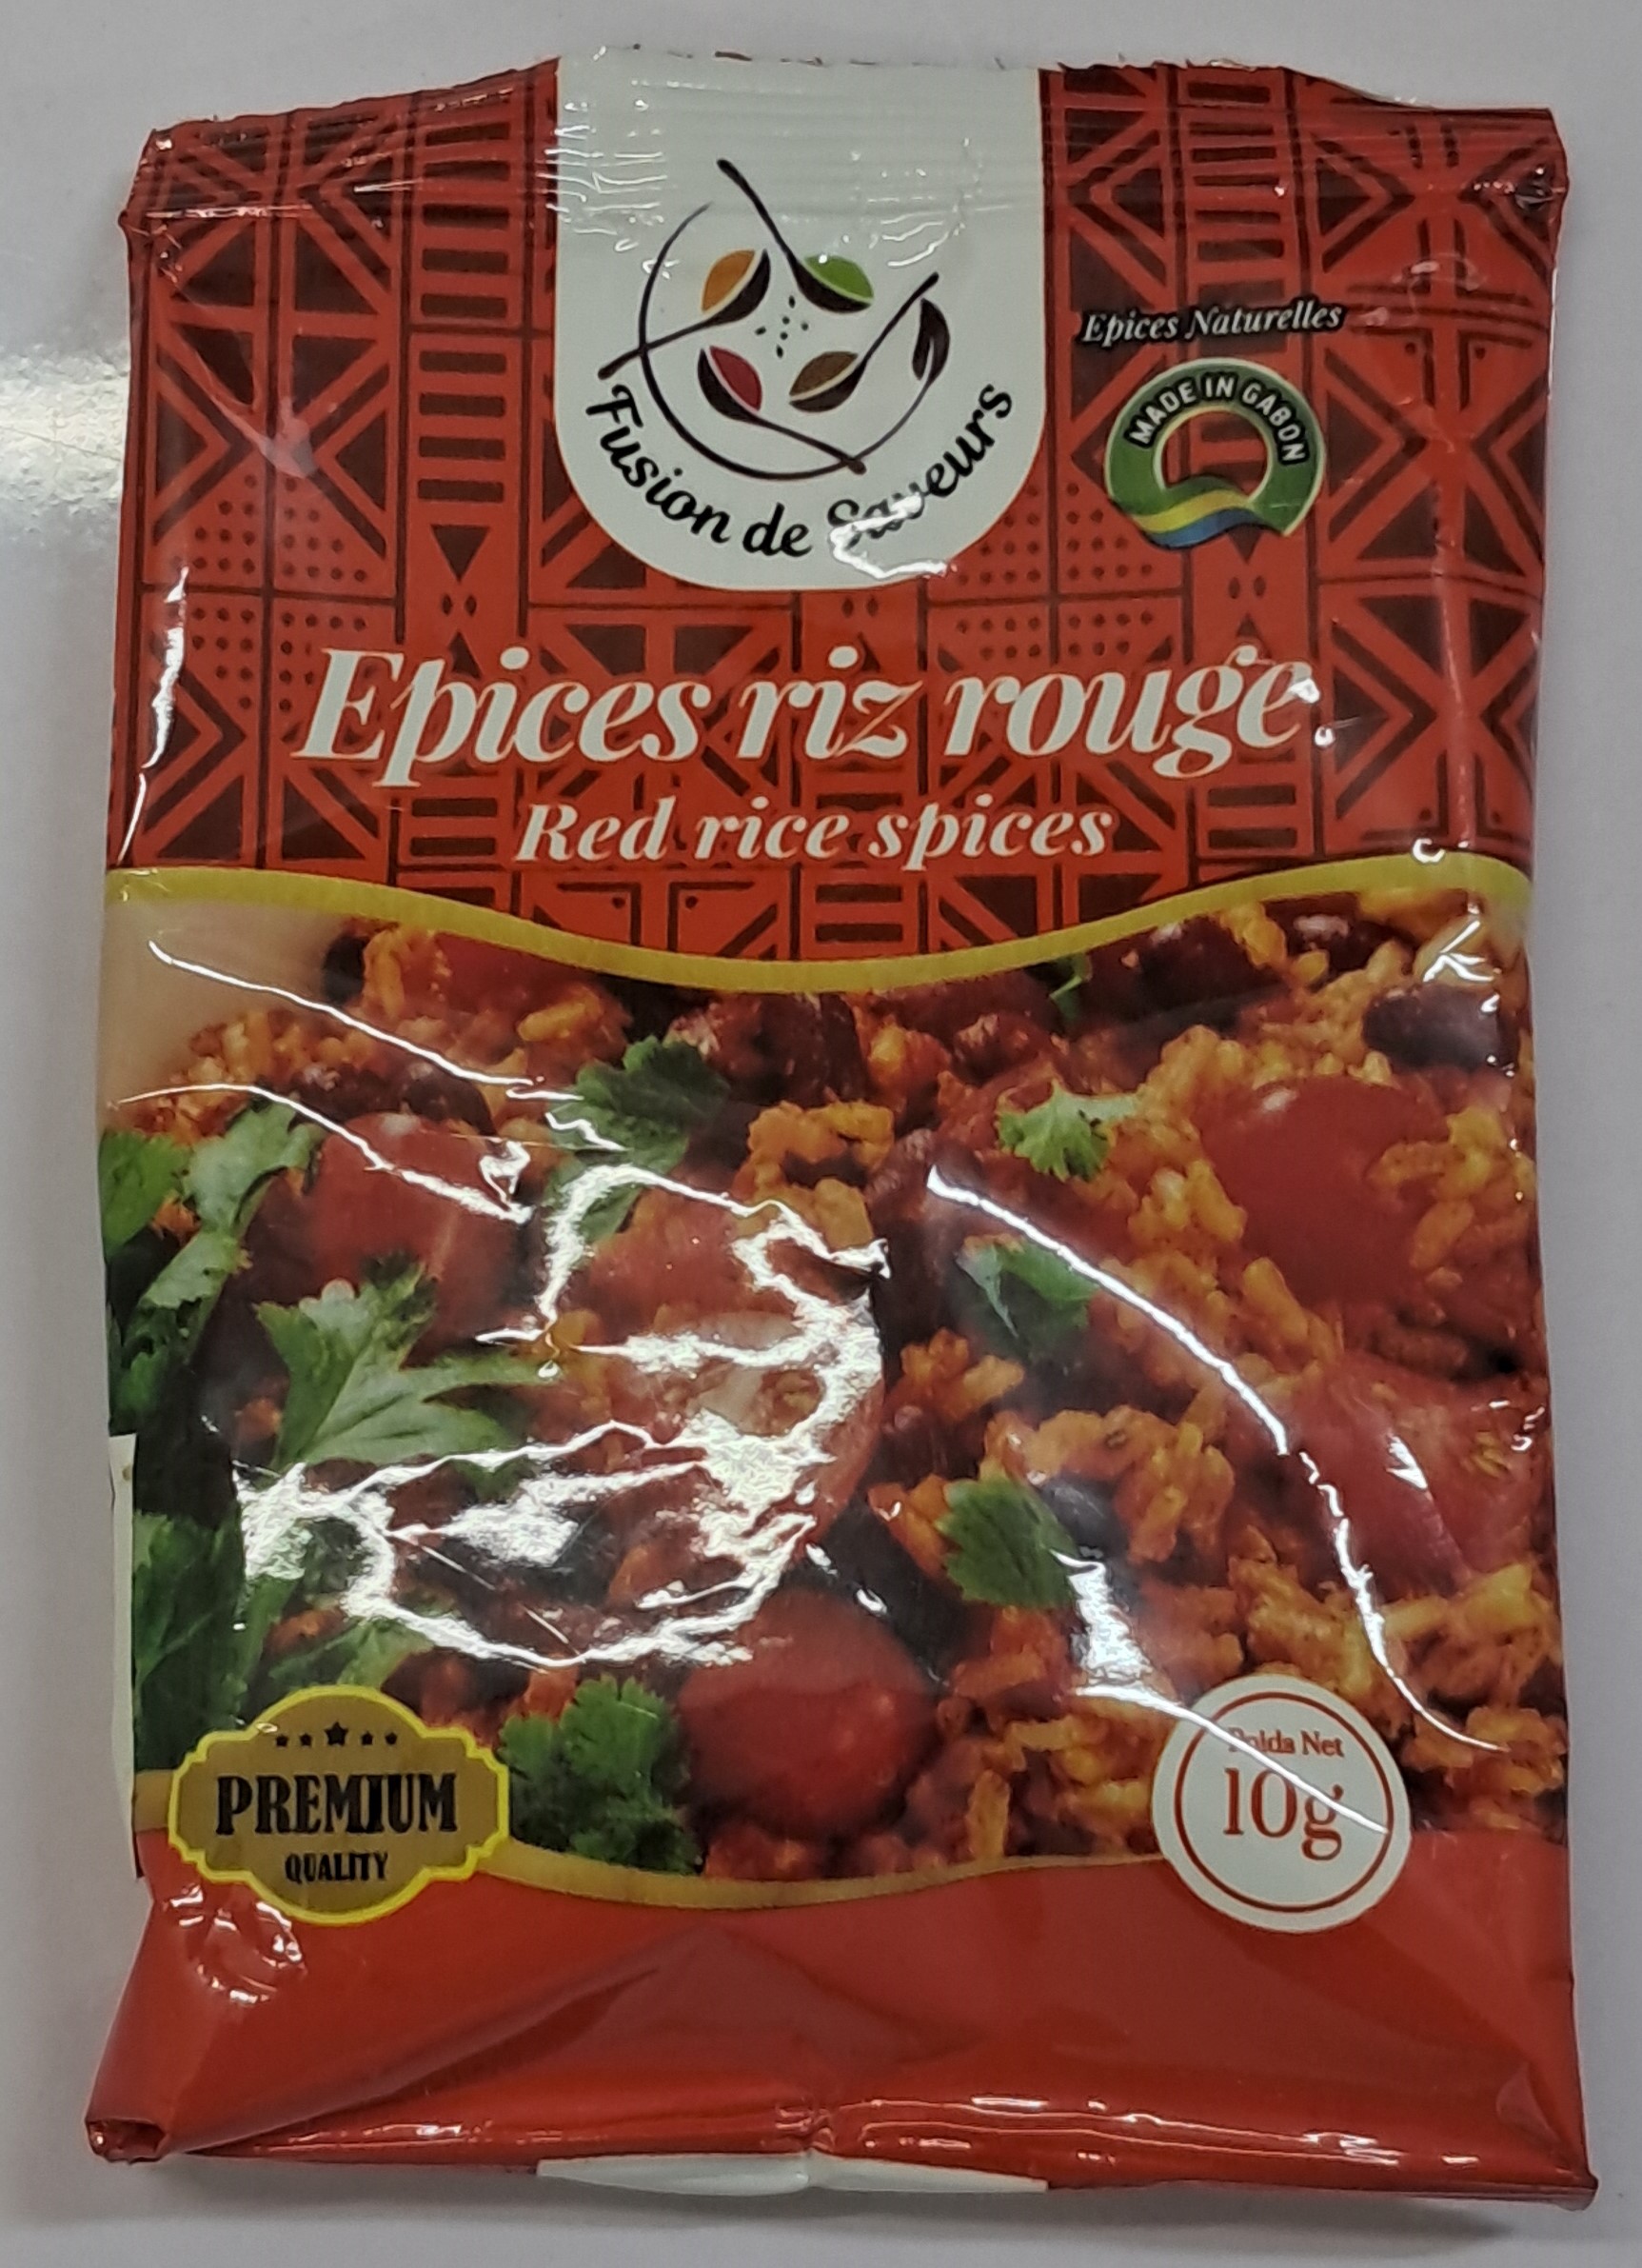 Fusion de Saveurs
Epices Naturelles
MADE IN GABON
Epices riz rouge
Red rice spices
PREMIUM
QUALITY
Poids Net
10g